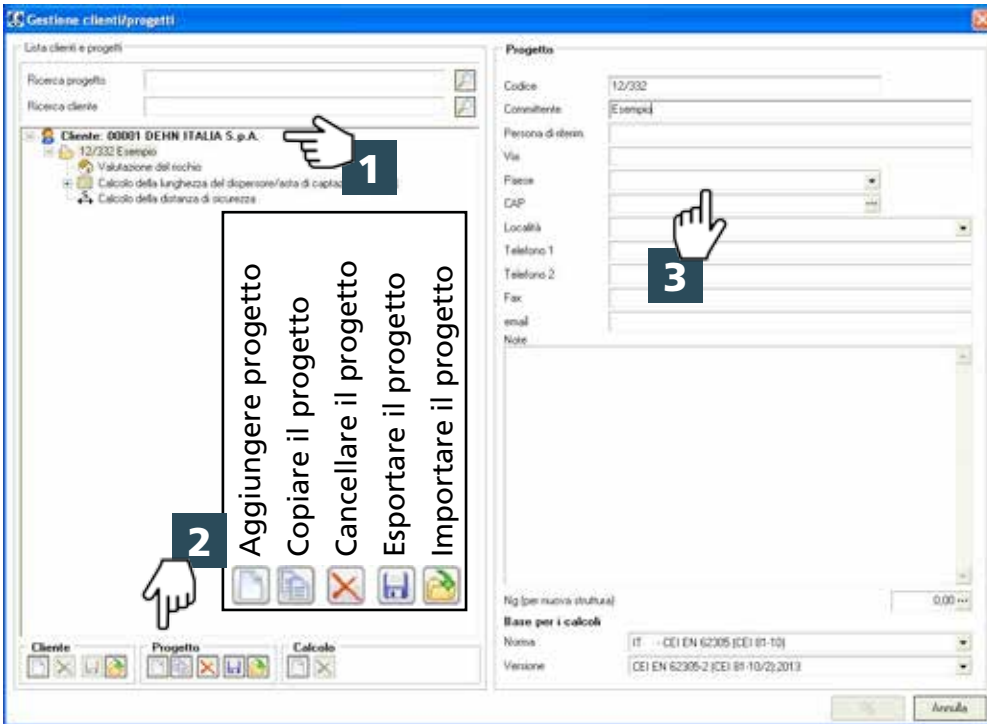 Gestione clienti/progetti
Lista clienti e progetti
Ricerca progetto
Ricerca cliente
Cliente: 00001 DEHN ITALIA S.p.A.
12/332 Esempio
Valutazione del rischio
Calcolo della lunghezza del dispersore/asta di
Calcolo della distanza di sicurezza
1
2
Aggiungere progetto
Copiare il progetto
Cancellare il progetto
Esportare il progetto
Importare il progetto
Cliente
Progetto
Calcolo
Progetto
Codice 12/332
Committente Esempio
Persona di riferim.
Via
Paese
CAP
Località
Telefono 1
Telefono 2
Fax
email
Note
3
Ng (per nuova struttura) 0,00
Base per i calcoli
Norma IT - CEI EN 62305 (CEI 81-10)
Versione CEI EN 62305-2 (CEI 81-10/2):2013
Annulla